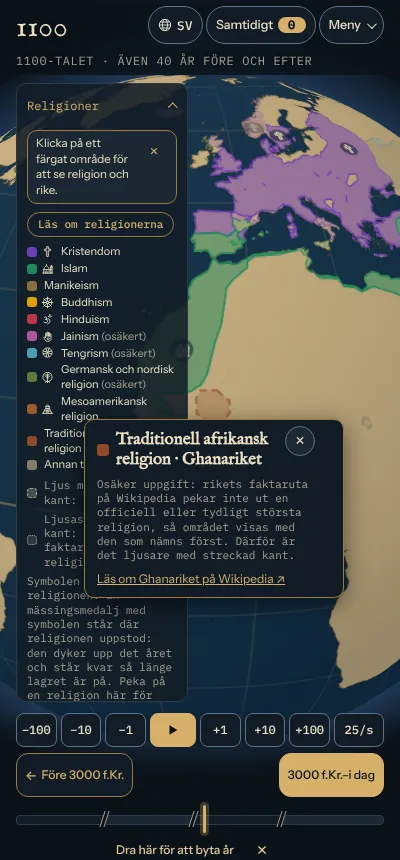 1100
SV
Samtidigt 0
Meny
1100-TALET · ÄVEN 40 ÅR FÖRE OCH EFTER
Religioner
Klicka på ett
färgat område för
att se religion och
rike.
×
Läs om religionerna
Kristendom
Islam
Manikeism
Buddhism
Hinduism
Jainism (osäkert)
Tengrism (osäkert)
Germansk och nordisk
religion (osäkert)
Mesoamerikansk
religion
religion
Annan t
Ljus m
kant:
Ljusas
kant:
faktar
religi
Traditionell afrikansk
religion · Ghanariket
×
Osäker uppgift: rikets faktaruta
på Wikipedia pekar inte ut en
officiell eller tydligt största
religion, så området visas med
den som nämns först. Därför är
det ljusare med streckad kant.
Läs om Ghanariket på Wikipedia ↗
Symbolen
religionen
mässingsmedalj med
symbolen står där
religionen uppstod:
den dyker upp det året
och står kvar så länge
lagret är på. Peka på
en religion här för
−100
−10
−1
+1
+10
+100
25/s
← Före 3000 f.Kr.
3000 f.Kr.–i dag
Dra här för att byta år
×